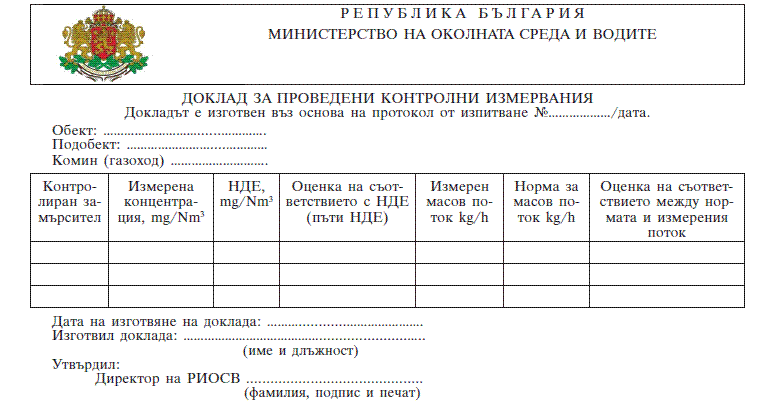 РЕПУБЛИКА БЪЛГАРИЯ
МИНИСТЕРСТВО НА ОКОЛНАТА СРЕДА И ВОДИТЕ
ДОКЛАД ЗА ПРОВЕДЕНИ КОНТРОЛНИ ИЗМЕРВАНИЯ
Докладът е изготвен въз основа на протокол от изпитване №………………/дата.
Обект: ……………………......…………
Подобект: ……………………......………
Комин (газоход) ……………………….
Контро-
лиран за-
мърсител
Измерена
концентра-
ция, mg/Nm³
НДЕ,
mg/Nm³
Оценка на съот-
ветствието с НДЕ
(пъти НДЕ)
Измерен
масов по-
ток kg/h
Норма за
масов по-
ток kg/h
Оценка на съответ-
ствието между нор-
мата и измерения
поток
Дата на изготвяне на доклада: ………............…………………
Изготвил доклада: ……………………......................…..
(име и длъжност)
Утвърдил:
Директор на РИОСВ ..........................................
(фамилия, подпис и печат)